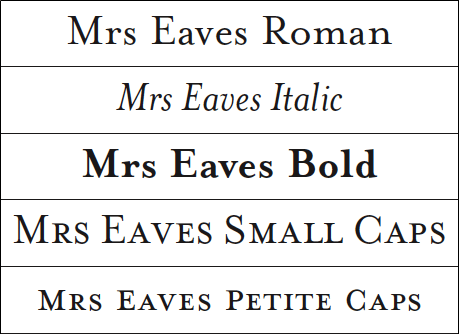 Mrs Eaves Roman
Mrs Eaves Italic
Mrs Eaves Bold
Mrs Eaves Small Caps
Mrs Eaves Petite Caps